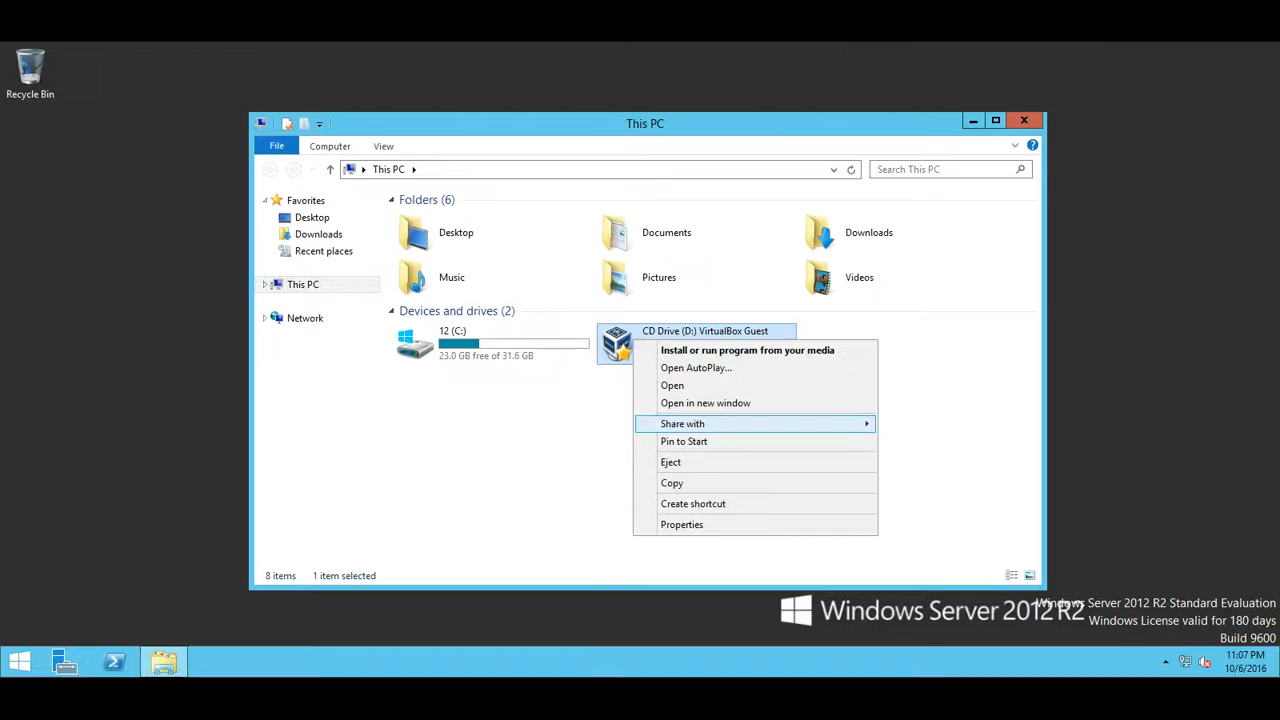 Recycle Bin
This PC
File
Computer
View
This PC
Search This PC
Favorites
Desktop
Downloads
Recent places
This PC
Network
Folders (6)
Desktop
Documents
Downloads
Music
Pictures
Videos
Devices and drives (2)
12 (C:)
23.0 GB free of 31.6 GB
CD Drive (D:) VirtualBox Guest
Install or run program from your media
Open AutoPlay...
Open
Open in new window
Share with
Pin to Start
Eject
Copy
Create shortcut
Properties
8 items
1 item selected
Windows Server 2012 R2
Windows Server 2012 R2 Standard Evaluation
Windows License valid for 180 days
Build 9600
11:07 PM
10/6/2016